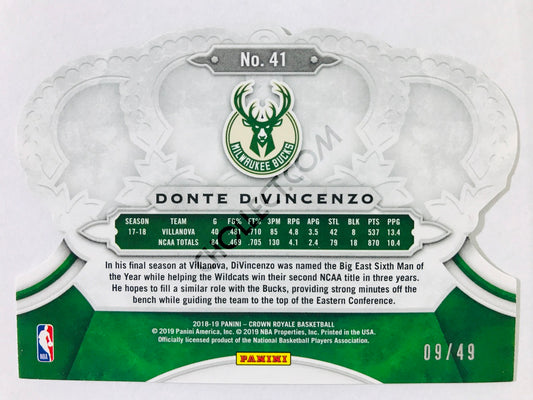 No. 41
MILWAUKEE BUCKS
DONTE DiVINCENZO
SEASON TEAM G FG% FT% 3PM RPG APG STL BLK PTS PPG
17-18 VILLANOVA 40 .710 85 4.8 3.5 42 8 537 13.4
NCAA TOTALS .469 .705 130 4.1 2.4 79 18 870 10.4
In his final season at Villanova, DiVincenzo was named the Big East Sixth Man of
the Year while helping the Wildcats win their second NCAA title in three years.
He hopes to fill a similar role with the Bucks, providing strong minutes off the
bench while guiding the team to the top of the Eastern Conference.
2018-19 PANINI – CROWN ROYALE BASKETBALL
© 2019 Panini America, Inc. © 2019 NBA Properties, Inc. Printed in the USA.
Officially licensed product of the National Basketball Players Association.
NBA
PANINI
09/49